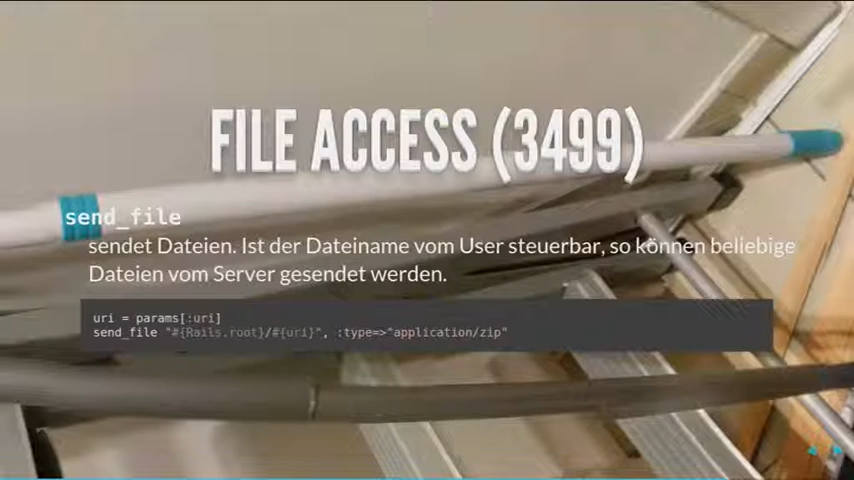 FILE ACCESS (3499)
send_file
sendet Dateien. Ist der Dateiname vom User steuerbar, so können beliebige
Dateien vom Server gesendet werden.
uri = params[:uri]
send_file "#{Rails.root}/#{uri}", :type=>"application/zip"